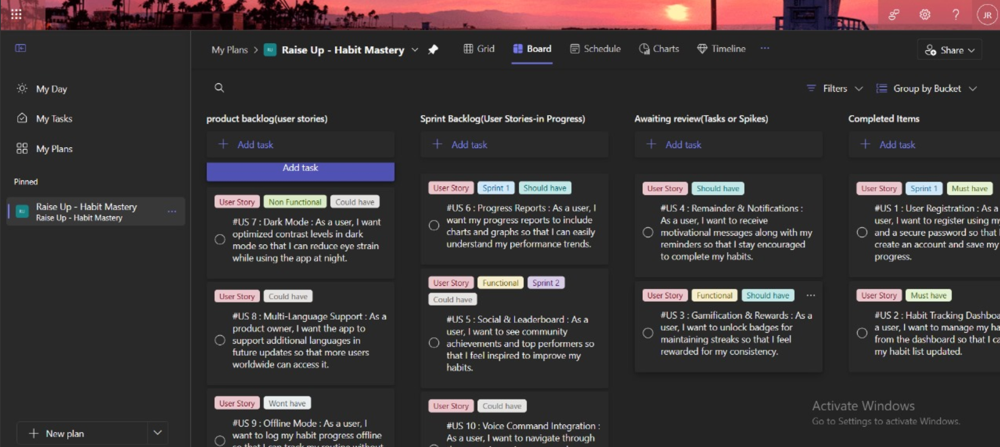 JR
My Plans > RU Raise Up - Habit Mastery
Grid
Board
Schedule
Charts
Timeline
Share
My Day
My Tasks
My Plans
Pinned
RU
Raise Up - Habit Mastery
Raise Up - Habit Mastery
New plan
Filters
Group by Bucket
product backlog(user stories)
Add task
Add task
User Story Non Functional Could have
#US 7 : Dark Mode : As a user, I want
optimized contrast levels in dark
mode so that I can reduce eye strain
while using the app at night.
User Story Could have
#US 8 : Multi-Language Support : As a
product owner, I want the app to
support additional languages in
future updates so that more users
worldwide can access it.
User Story Wont have
#US 9 : Offline Mode : As a user, I
want to log my habit progress offline
so that I can track my routine without
Sprint Backlog(User Stories-in Progress)
Add task
User Story Sprint 1 Should have
#US 6 : Progress Reports : As a user, I
want my progress reports to include
charts and graphs so that I can easily
understand my performance trends.
User Story Functional Sprint 2
Could have
#US 5 : Social & Leaderboard : As a
user, I want to see community
achievements and top performers so
that I feel inspired to improve my
habits.
User Story Could have
#US 10 : Voice Command Integration :
As a user, I want to navigate through
Awaiting review(Tasks or Spikes)
Add task
User Story Should have
#US 4 : Remainder & Notifications :
As a user, I want to receive
motivational messages along with my
reminders so that I stay encouraged
to complete my habits.
User Story Functional Should have
#US 3 : Gamification & Rewards : As a
user, I want to unlock badges for
maintaining streaks so that I feel
rewarded for my consistency.
Completed Items
Add task
User Story Sprint 1 Must have
#US 1 : User Registration : As a
user, I want to register using my
and a secure password so that I
create an account and save my
progress.
User Story Must have
#US 2 : Habit Tracking Dashboa
a user, I want to manage my ha
from the dashboard so that I ca
my habit list updated.
Activate Windows
Go to Settings to activate Windows.